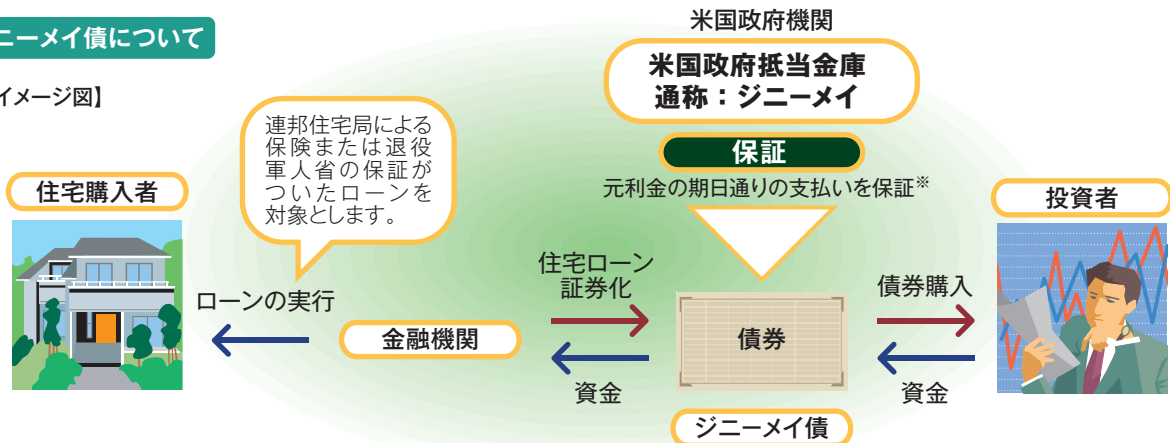 ニーメイ債について
イメージ図】
米国政府機関
米国政府抵当金庫
通称：ジニーメイ
保証
元利金の期日通りの支払いを保証※
連邦住宅局による
保険または退役
軍人省の保証が
ついたローンを
対象とします。
住宅購入者
投資者
ローンの実行
金融機関
住宅ローン
証券化
資金
債券
債券購入
資金
ジニーメイ債